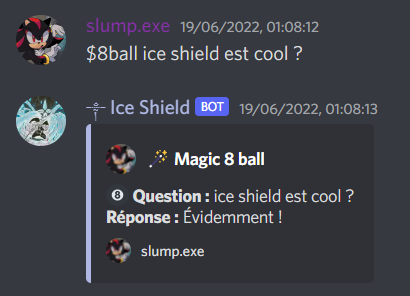 slump.exe 19/06/2022, 01:08:12
$8ball ice shield est cool ?
Ice Shield BOT 19/06/2022, 01:08:13
Magic 8 ball
8 Question : ice shield est cool ?
Réponse : Évidemment !
slump.exe